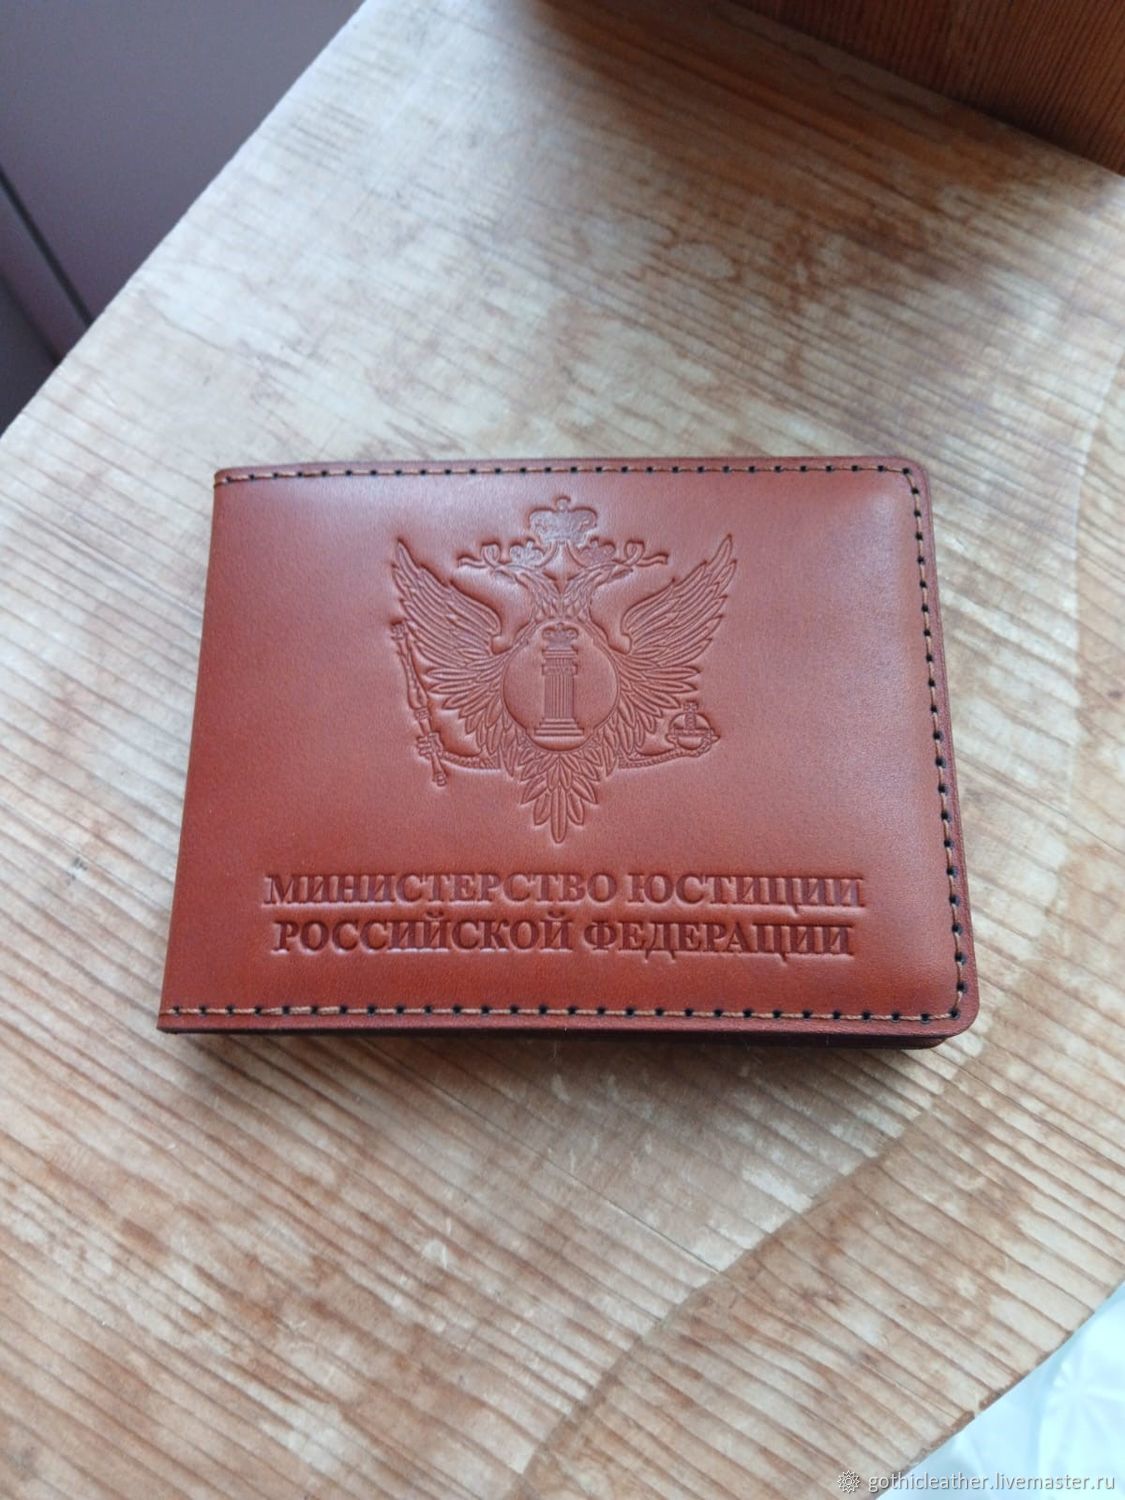 МИНИСТЕРСТВО ЮСТИЦИИ
РОССИЙСКОЙ ФЕДЕРАЦИИ
gothicleather.livemaster.ru